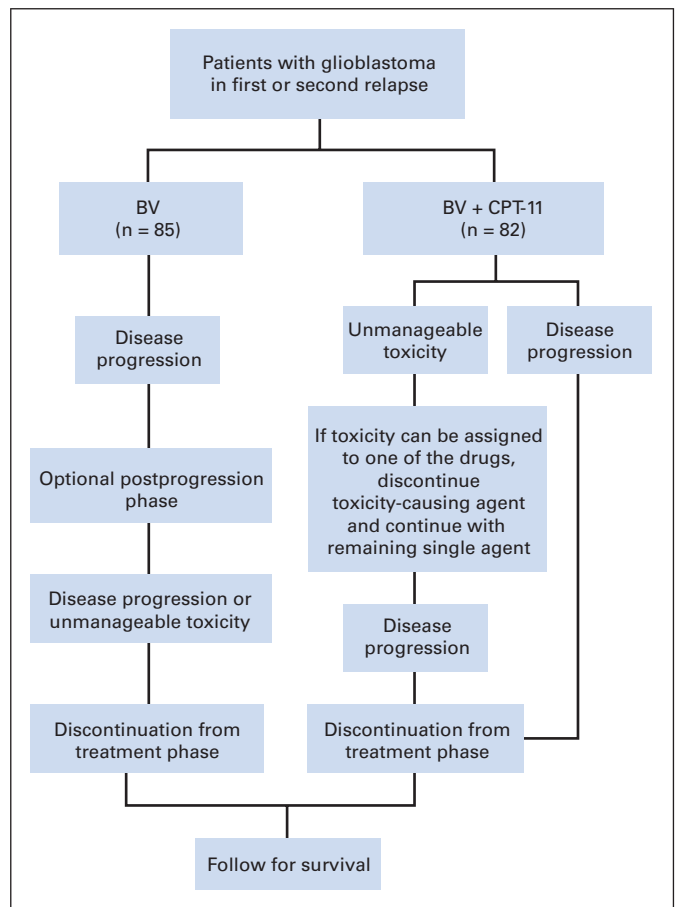 Patients with glioblastoma
in first or second relapse
BV
(n = 85)
BV + CPT-11
(n = 82)
Disease
progression
Unmanageable
toxicity
Disease
progression
Optional postprogression
phase
If toxicity can be assigned
to one of the drugs,
discontinue
toxicity-causing agent
and continue with
remaining single agent
Disease progression or
unmanageable toxicity
Disease
progression
Discontinuation from
treatment phase
Discontinuation from
treatment phase
Follow for survival